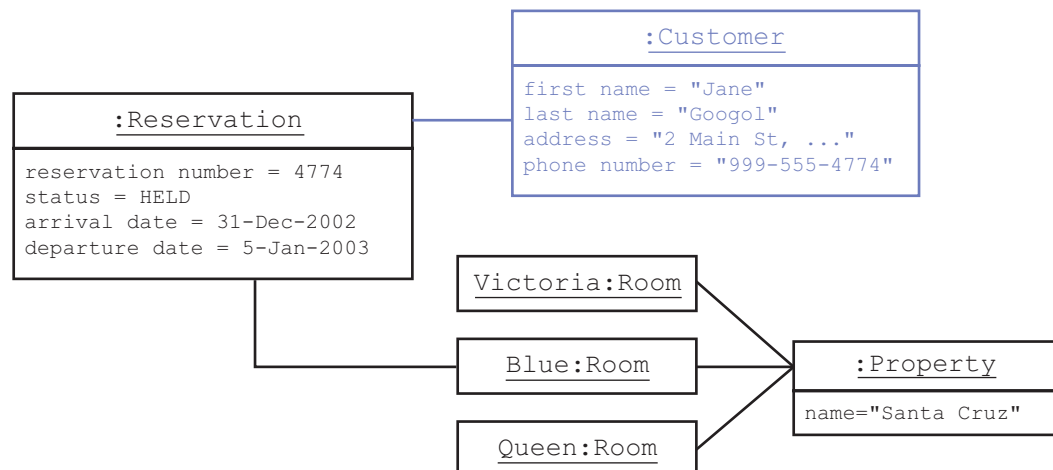 :Customer
first name = "Jane"
last name = "Googol"
address = "2 Main St, ..."
phone number = "999-555-4774"
:Reservation
reservation number = 4774
status = HELD
arrival date = 31-Dec-2002
departure date = 5-Jan-2003
Victoria:Room
Blue:Room
Queen:Room
:Property
name="Santa Cruz"